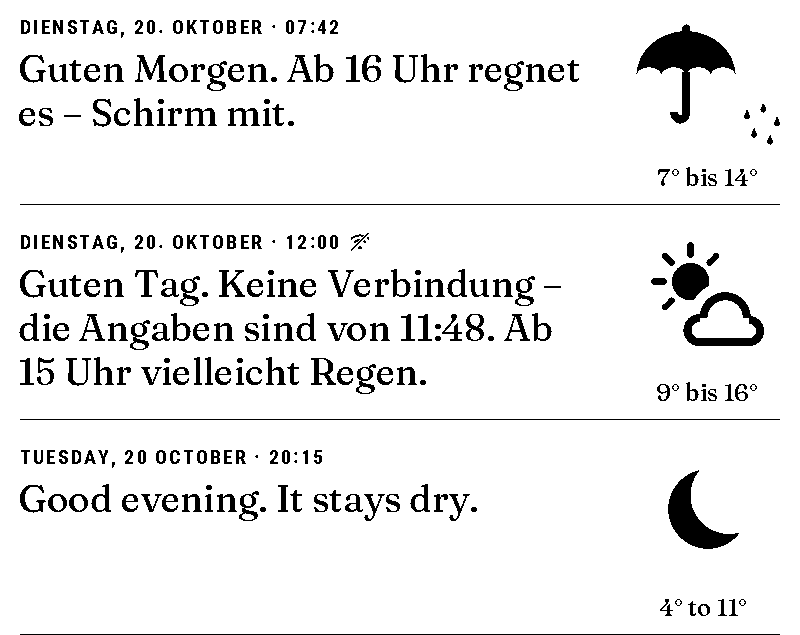 DIENSTAG, 20. OKTOBER · 07:42
Guten Morgen. Ab 16 Uhr regnet
es – Schirm mit.
7° bis 14°
DIENSTAG, 20. OKTOBER · 12:00
Guten Tag. Keine Verbindung –
die Angaben sind von 11:48. Ab
15 Uhr vielleicht Regen.
9° bis 16°
TUESDAY, 20 OCTOBER · 20:15
Good evening. It stays dry.
4° to 11°